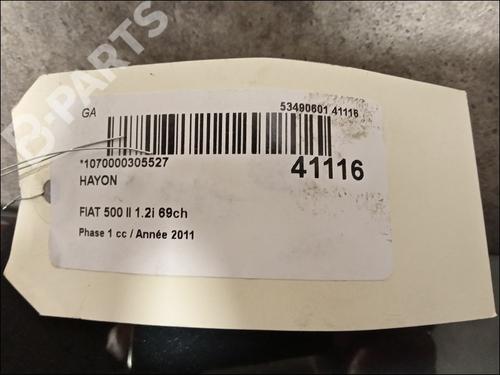 B-PARTS
GA
53490601 41116
*1070000305527
41116
HAYON
FIAT 500 II 1.2i 69ch
Phase 1 cc / Année 2011